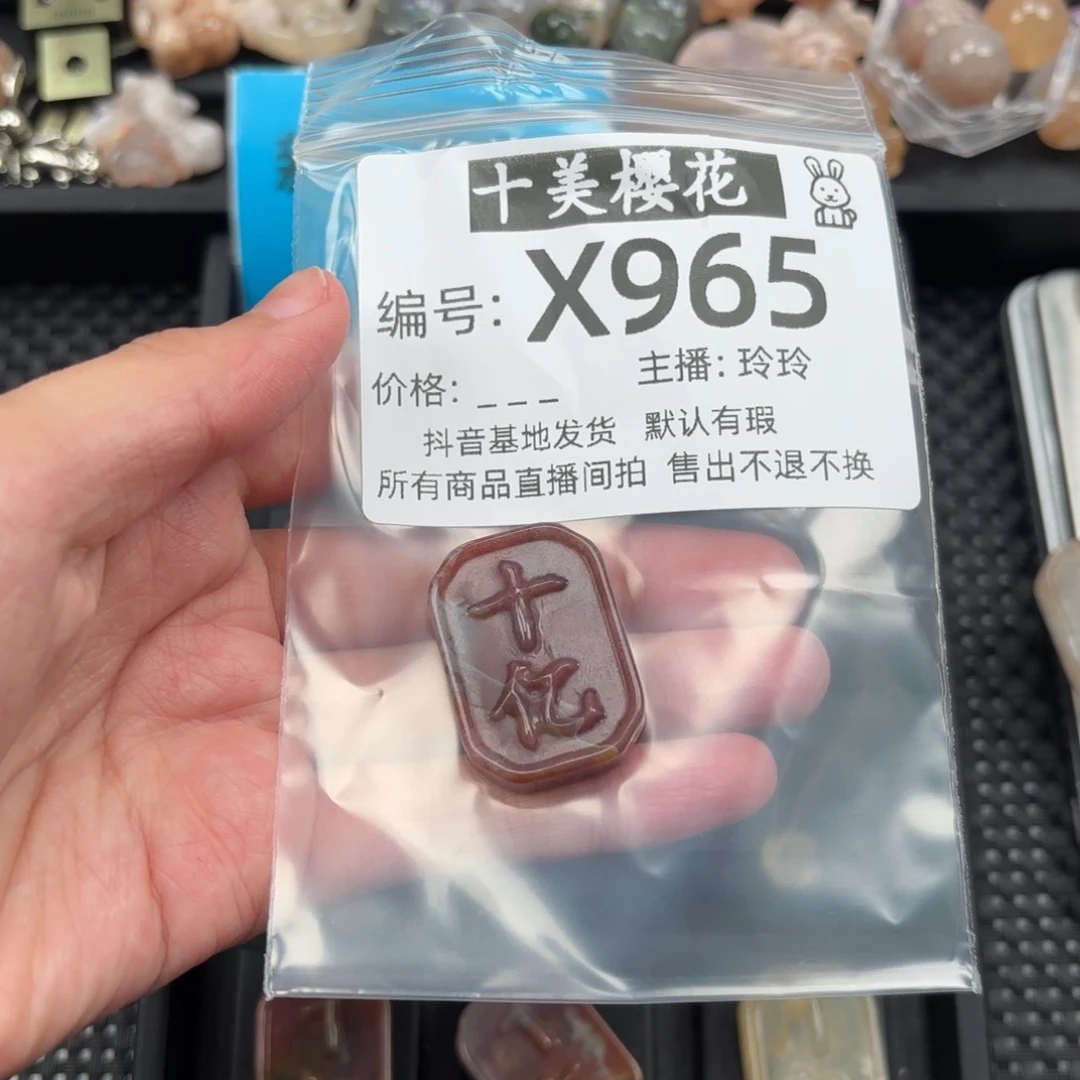 十美樱花
编号: X965
价格: _ _ _ 主播: 玲玲
抖音基地发货 默认有瑕
所有商品直播间拍 售出不退不换
十
亿